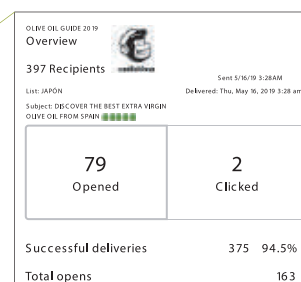 OLIVE OIL GUIDE 2019
Overview
397 Recipients
Sent 5/16/19 3:28AM
List: JAPÓN
Delivered: Thu, May 16, 2019 3:28 am
Subject: DISCOVER THE BEST EXTRA VIRGIN
OLIVE OIL FROM SPAIN
79
2
Opened
Clicked
Successful deliveries 375 94.5%
Total opens 163